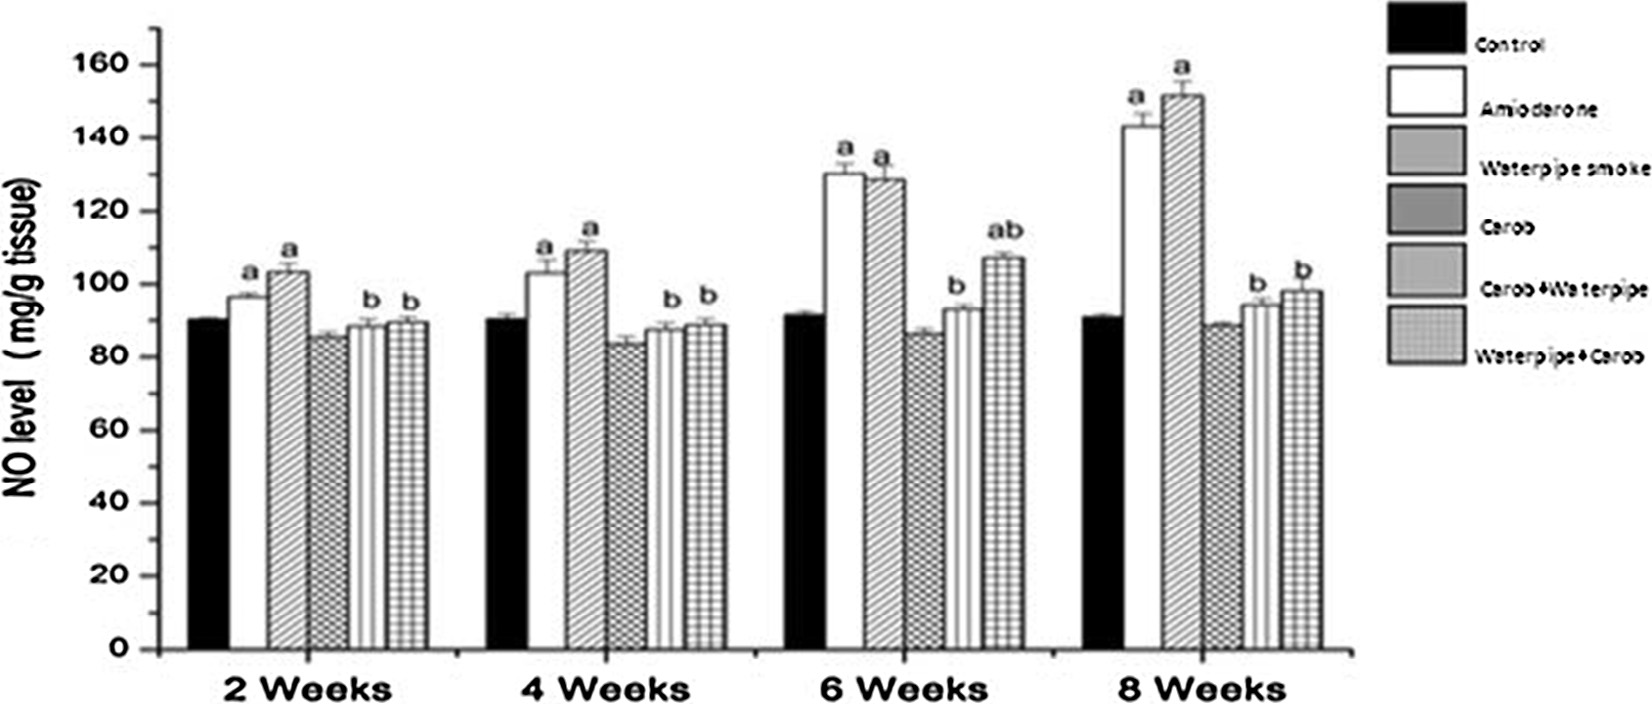 NO level (mg/g tissue)
160
140
120
100
80
60
40
20
0
a
a
b
b
a
a
b
b
a
a
b
ab
a
a
b
b
2 Weeks
4 Weeks
6 Weeks
8 Weeks
Control
Amiodarone
Waterpipe smoke
Carob
Carob+Waterpipe
Waterpipe+Carob